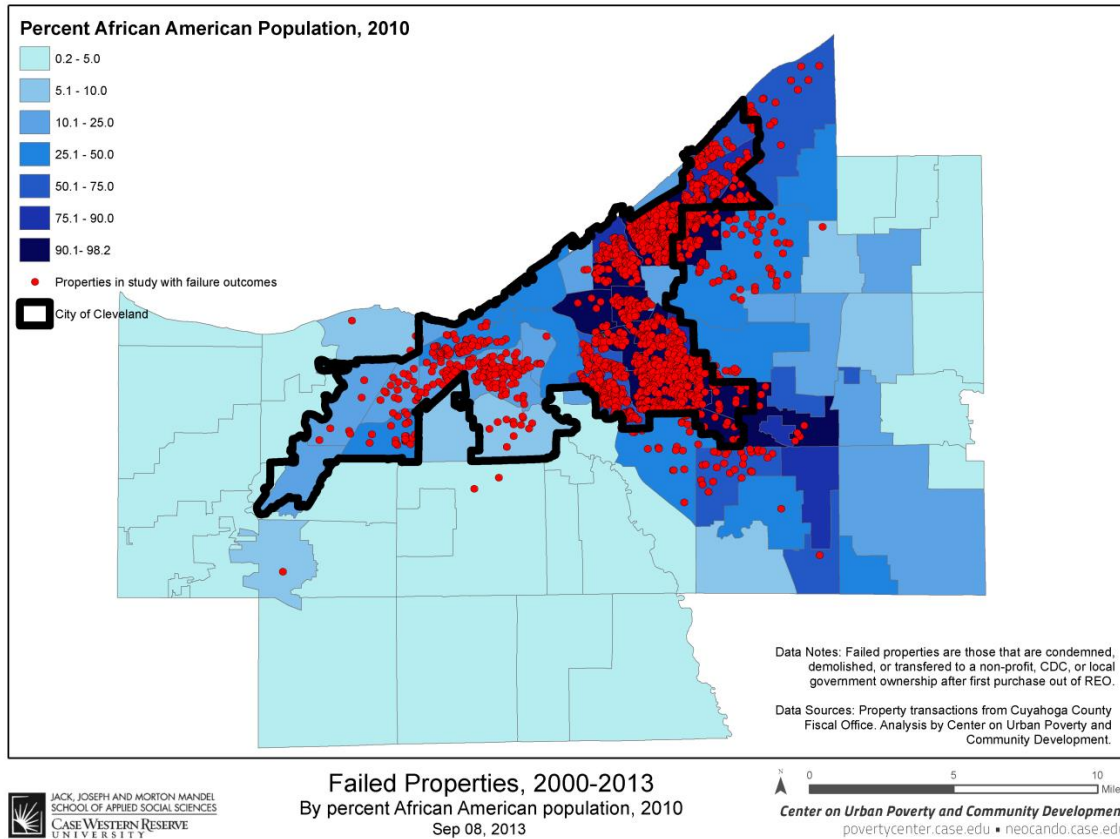 Percent African American Population, 2010
0.2 - 5.0
5.1 - 10.0
10.1 - 25.0
25.1 - 50.0
50.1 - 75.0
75.1 - 90.0
90.1- 98.2
Properties in study with failure outcomes
City of Cleveland
Data Notes: Failed properties are those that are condemned,
demolished, or transfered to a non-profit, CDC, or local
government ownership after first purchase out of REO.
Data Sources: Property transactions from Cuyahoga County
Fiscal Office. Analysis by Center on Urban Poverty and
Community Development.
JACK, JOSEPH AND MORTON MANDEL
SCHOOL OF APPLIED SOCIAL SCIENCES
CASE WESTERN RESERVE
UNIVERSITY
Failed Properties, 2000-2013
By percent African American population, 2010
Sep 08, 2013
N
0 5 10
Mile
Center on Urban Poverty and Community Developme
povertycenter.case.edu ▪ neocando.case.ed